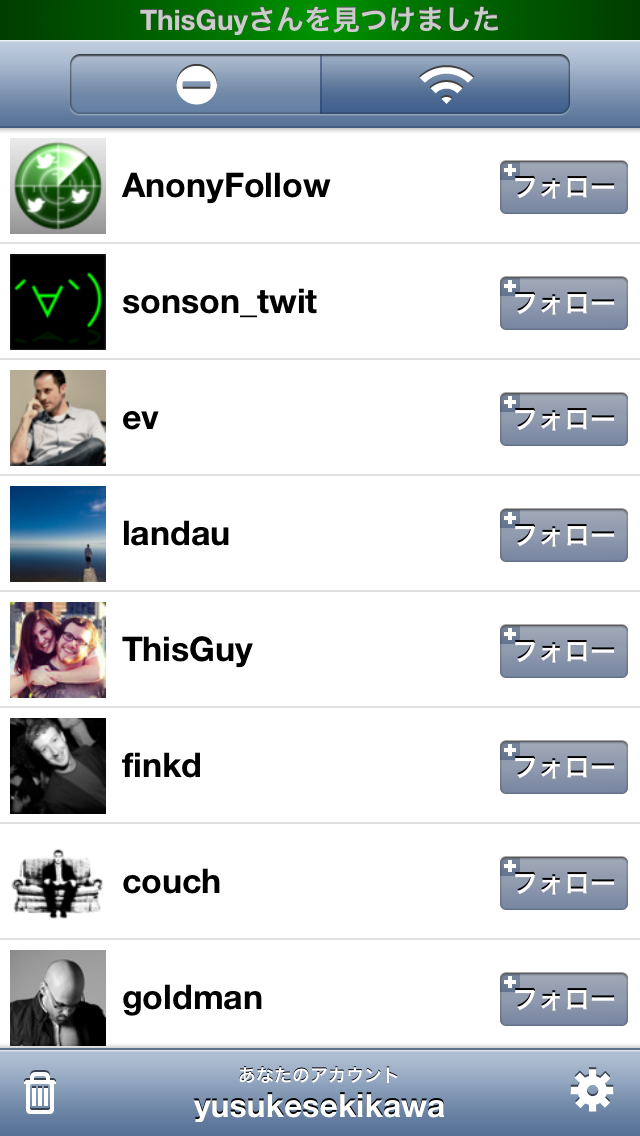 ThisGuyさんを見つけました
AnonyFollow
フォロー
sonson_twit
フォロー
ev
フォロー
landau
フォロー
ThisGuy
フォロー
finkd
フォロー
couch
フォロー
goldman
フォロー
あなたのアカウント
yusukesekikawa